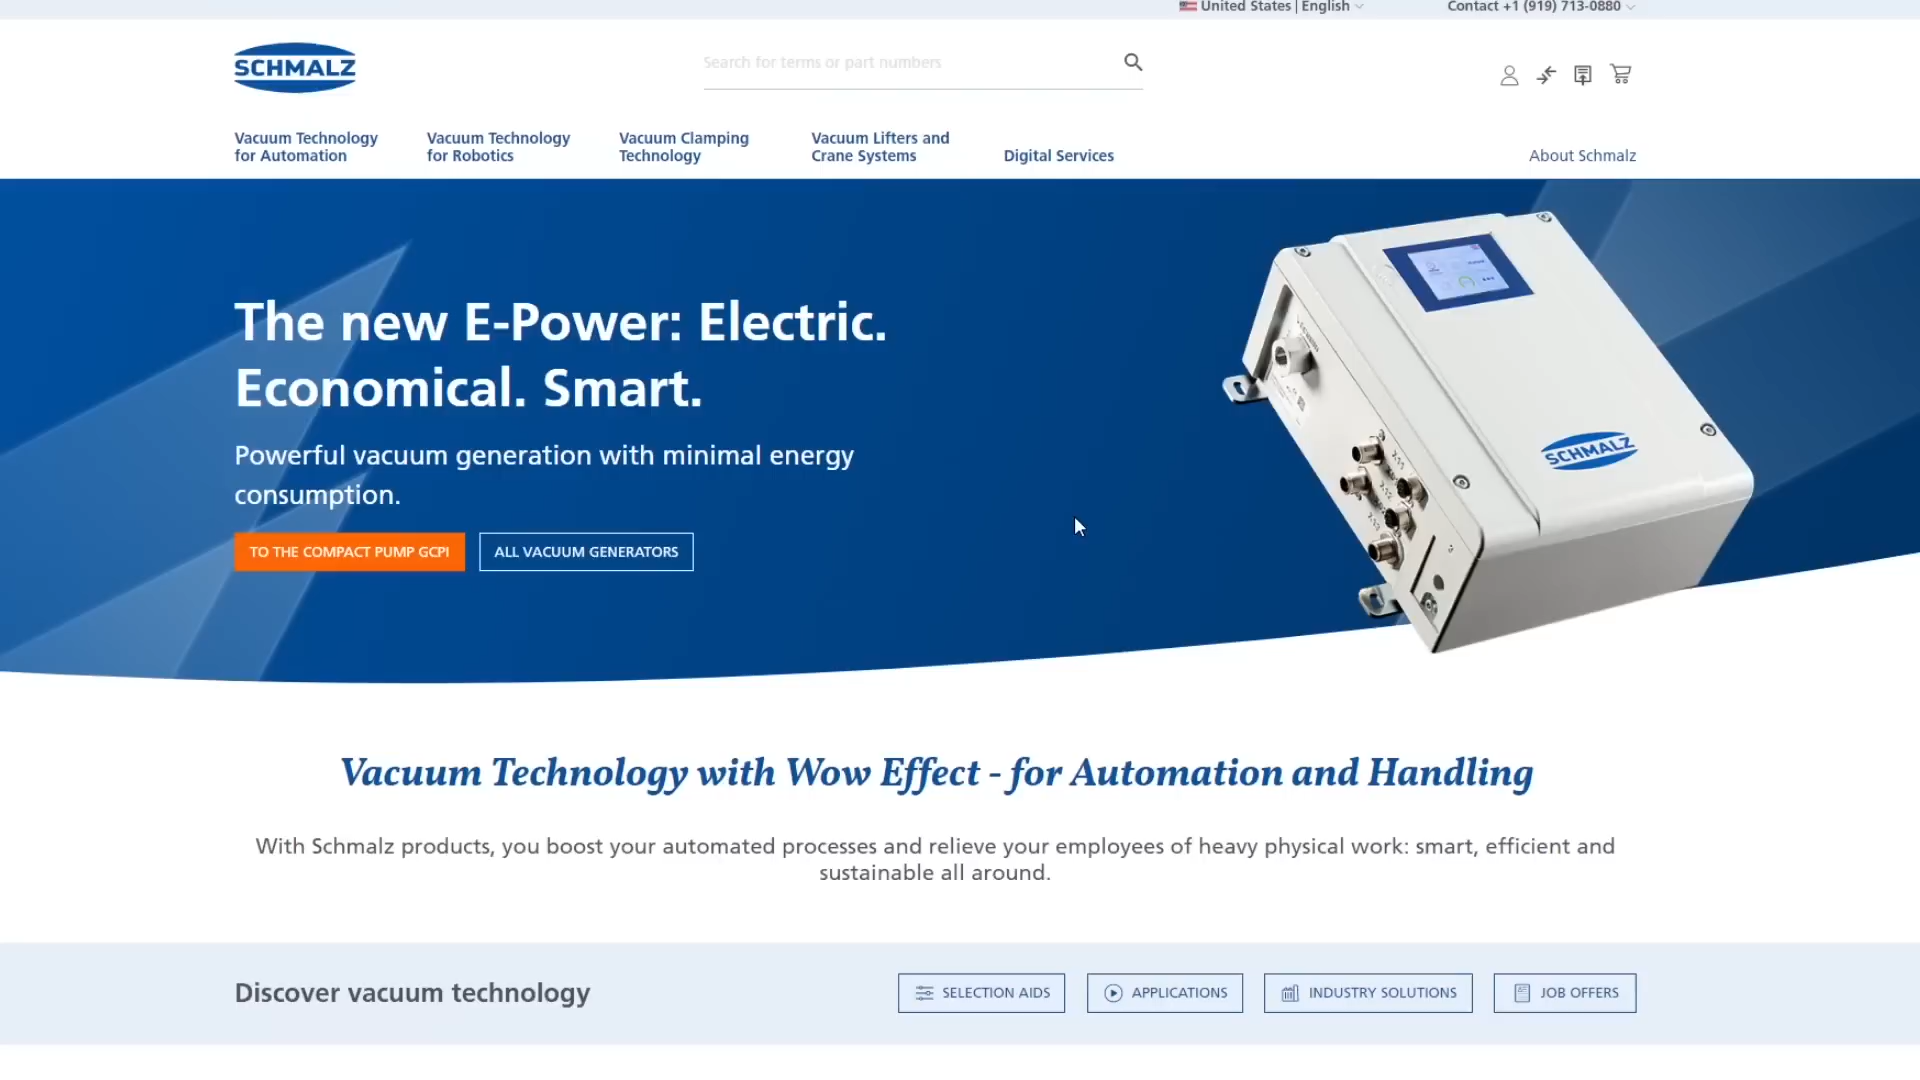 United States | English
Contact +1 (919) 713-0880
SCHMALZ
Search for terms or part numbers
Vacuum Technology
for Automation
Vacuum Technology
for Robotics
Vacuum Clamping
Technology
Vacuum Lifters and
Crane Systems
Digital Services
About Schmalz
The new E-Power: Electric.
Economical. Smart.
Powerful vacuum generation with minimal energy
consumption.
TO THE COMPACT PUMP GCPI
ALL VACUUM GENERATORS
SCHMALZ
Vacuum Technology with Wow Effect - for Automation and Handling
With Schmalz products, you boost your automated processes and relieve your employees of heavy physical work: smart, efficient and
sustainable all around.
Discover vacuum technology
SELECTION AIDS
APPLICATIONS
INDUSTRY SOLUTIONS
JOB OFFERS